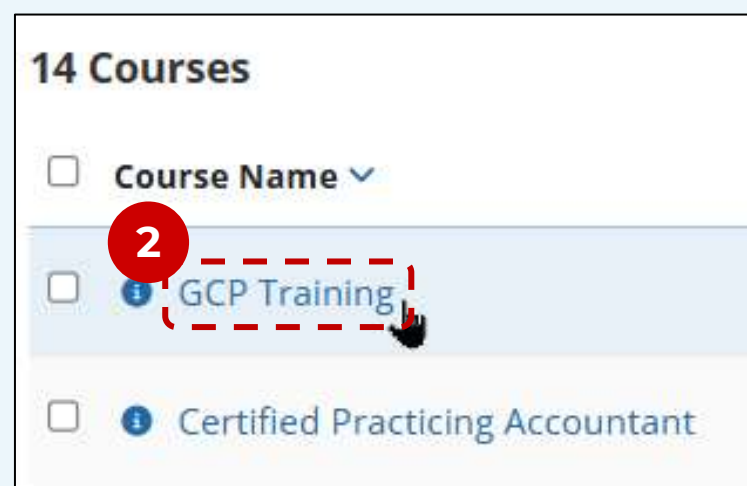 14 Courses
Course Name
2
GCP Training
Certified Practicing Accountant